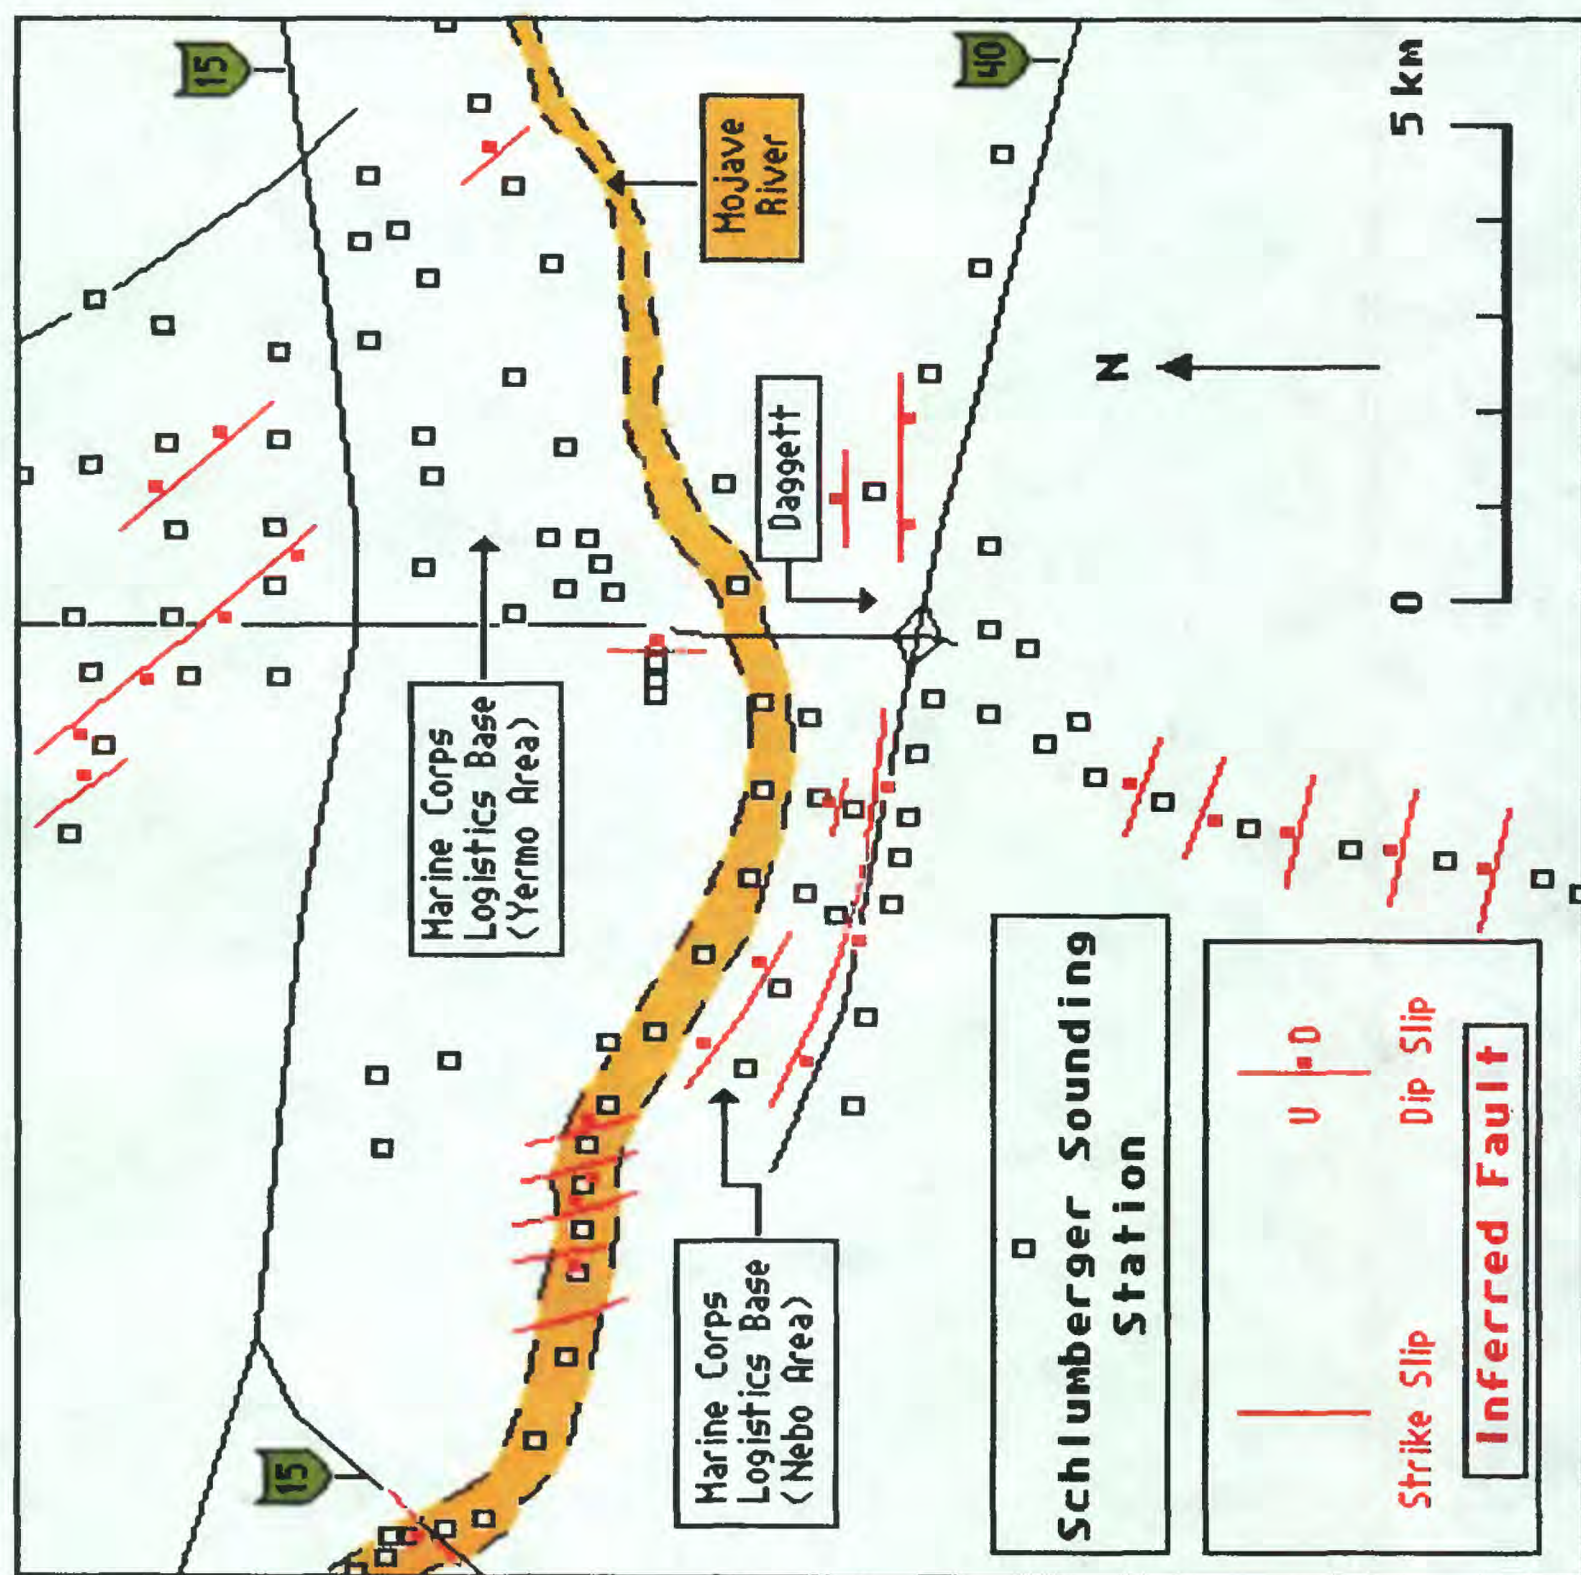 15
40
Mojave
River
5 km
0
N
Daggett
Marine Corps
Logistics Base
(Yermo Area)
Marine Corps
Logistics Base
(Nebo Area)
15
Schlumberger Sounding
Station
U D
Strike Slip Dip Slip
Inferred Fault